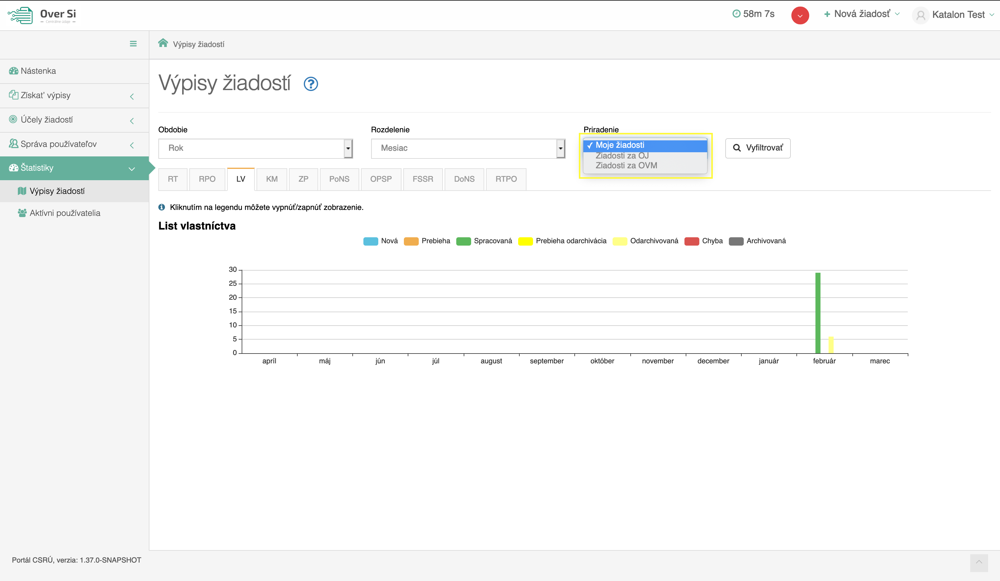 Over Si
– Centrálne údaje –
58m 7s
Nová žiadosť
Katalon Test
Výpisy žiadostí
Nástenka
Získať výpisy
Účely žiadostí
Správa používateľov
Štatistiky
Výpisy žiadostí
Aktívni používatelia
Výpisy žiadostí
Obdobie
Rozdelenie
Priradenie
Rok
Mesiac
✓ Moje žiadosti
Žiadosti za OJ
Žiadosti za OVM
Vyfiltrovať
RT RPO LV KM ZP PoNS OPSP FSSR DoNS RTPO
Kliknutím na legendu môžete vypnúť/zapnúť zobrazenie.
List vlastníctva
Nová Prebieha Spracovaná Prebieha odarchivácia Odarchivovaná Chyba Archivovaná
30
25
20
15
10
5
0
apríl máj jún júl august september október november december január február marec
Portál CSRÚ, verzia: 1.37.0-SNAPSHOT